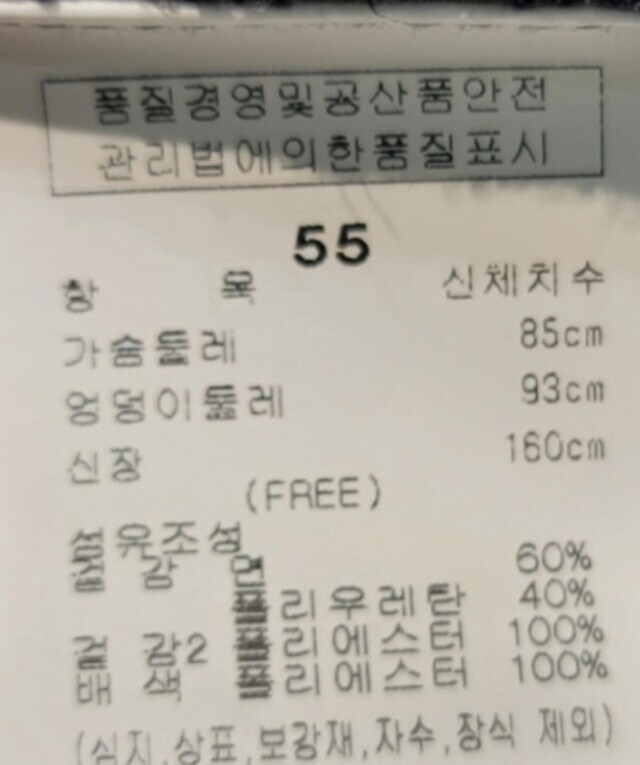 품질경영및공산품안전
관리법에의한품질표시
55
항 목 신체치수
가슴둘레 85cm
엉덩이둘레 93cm
신장 160cm
(FREE)
섬유조성
겉 감 면 60%
폴리우레탄 40%
겉 감2 폴리에스터 100%
배 색 폴리에스터 100%
(심지,상표,보강재,자수,장식 제외)